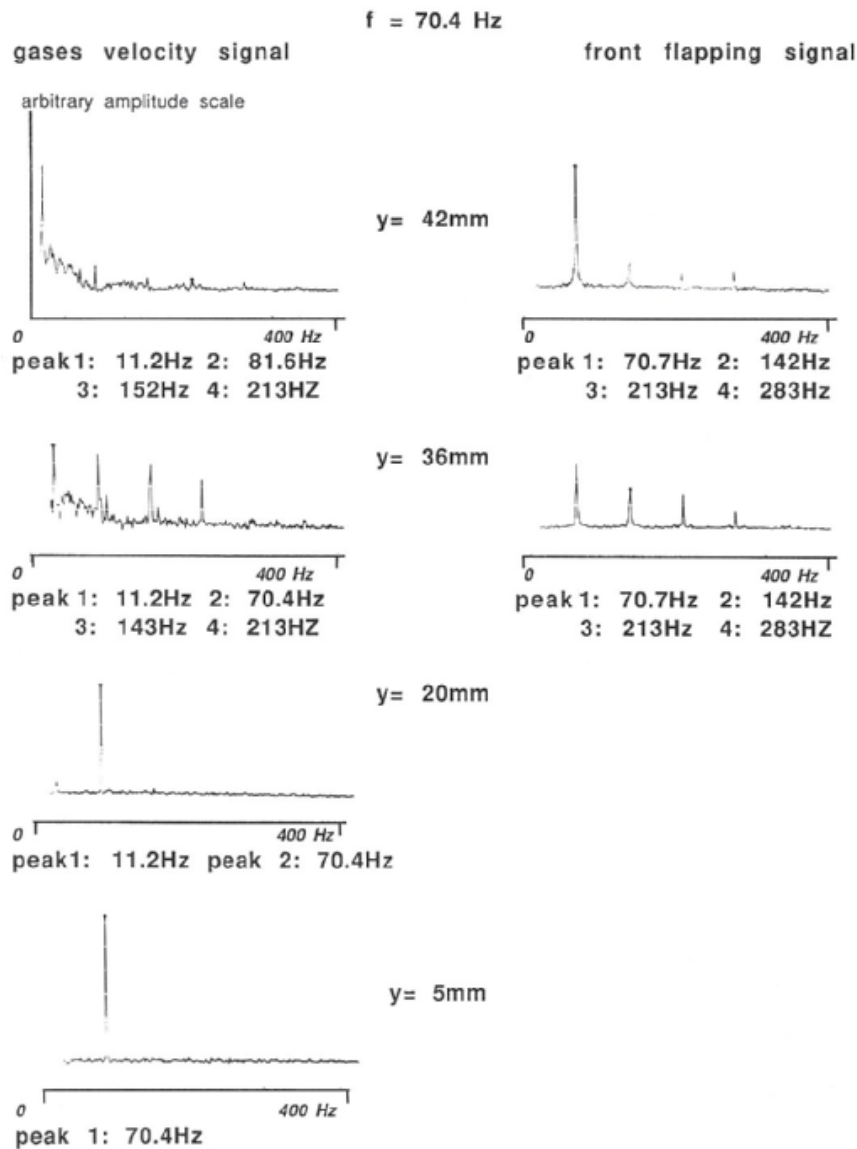 f = 70.4 Hz
gases velocity signal
front flapping signal
arbitrary amplitude scale
y= 42mm
0 400 Hz
peak1: 11.2Hz 2: 81.6Hz
3: 152Hz 4: 213HZ
0 400 Hz
peak 1: 70.7Hz 2: 142Hz
3: 213Hz 4: 283Hz
y= 36mm
0 400 Hz
peak 1: 11.2Hz 2: 70.4Hz
3: 143Hz 4: 213HZ
0 400 Hz
peak 1: 70.7Hz 2: 142Hz
3: 213Hz 4: 283HZ
y= 20mm
0 400 Hz
peak1: 11.2Hz peak 2: 70.4Hz
y= 5mm
0 400 Hz
peak 1: 70.4Hz